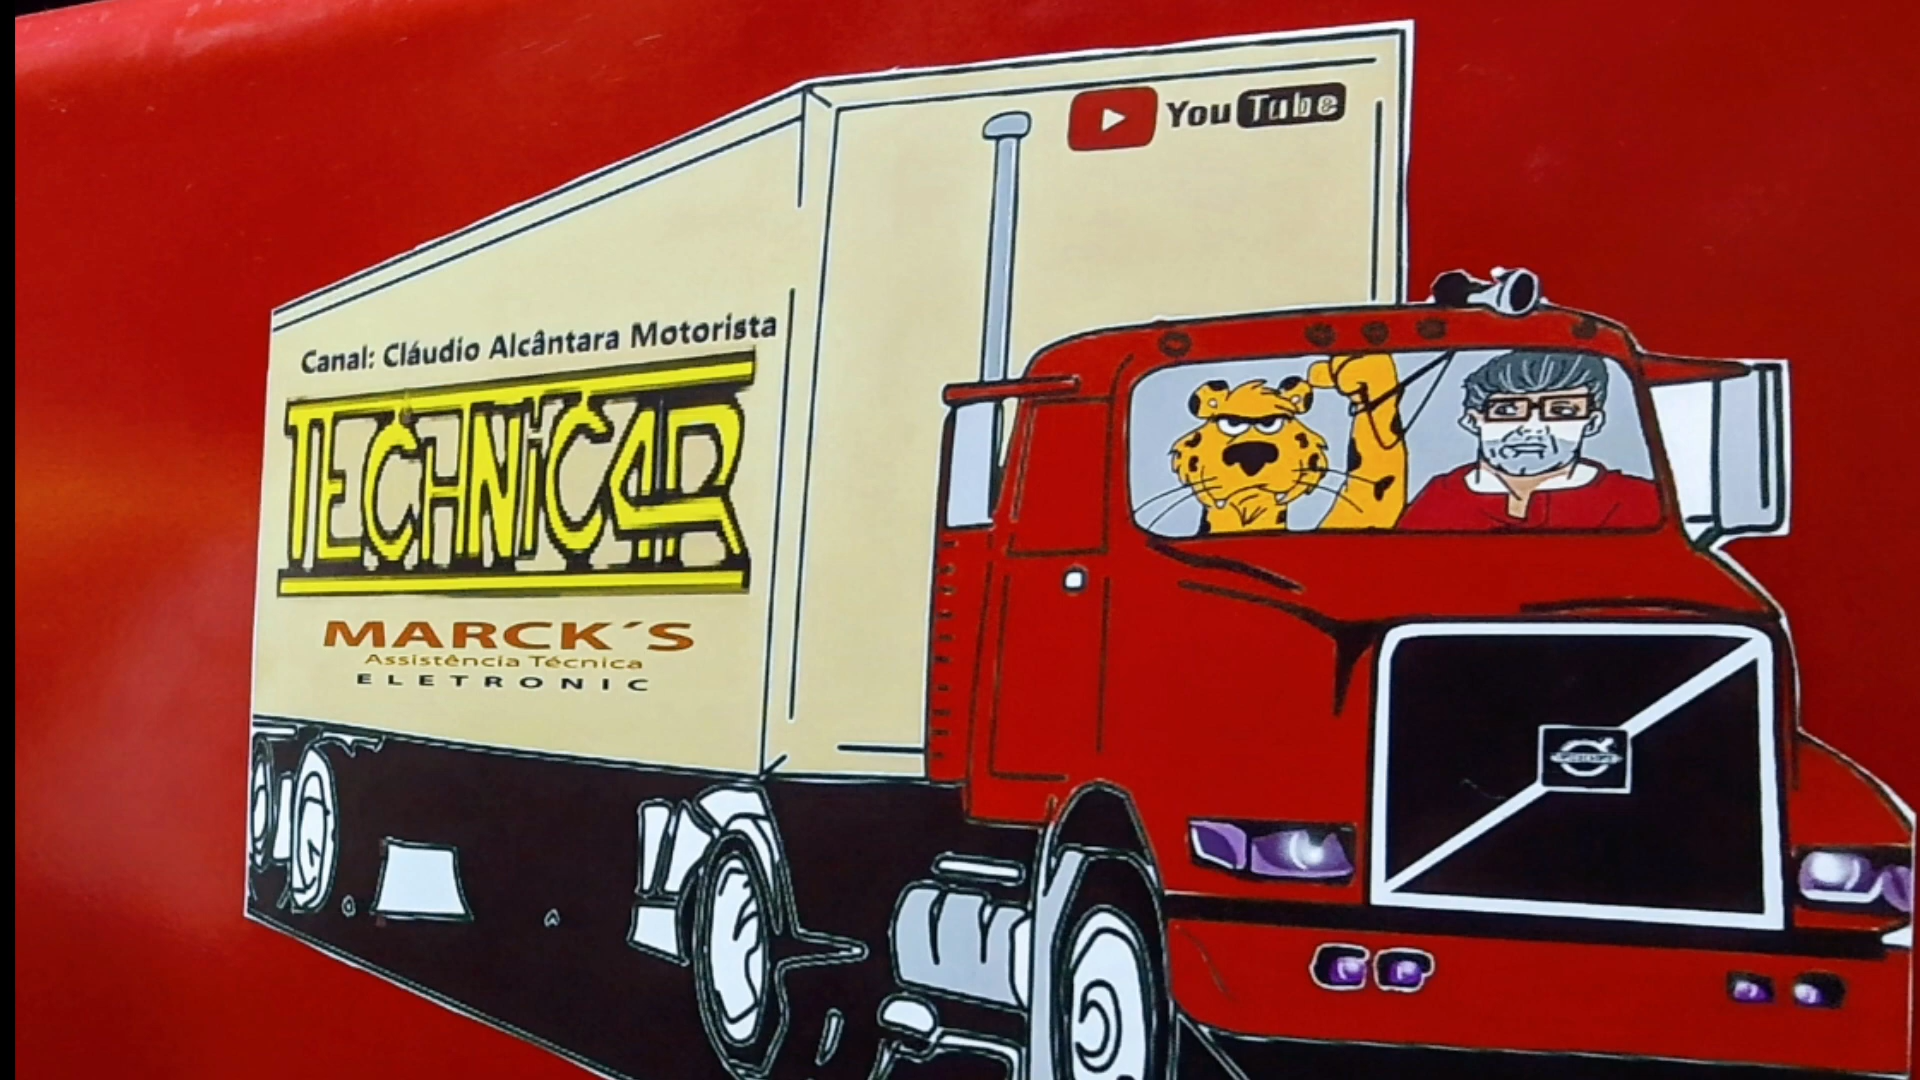 YouTube
Canal: Cláudio Alcântara Motorista
TECHNiCAR
MARCK´S
Assistência Técnica
ELETRONIC